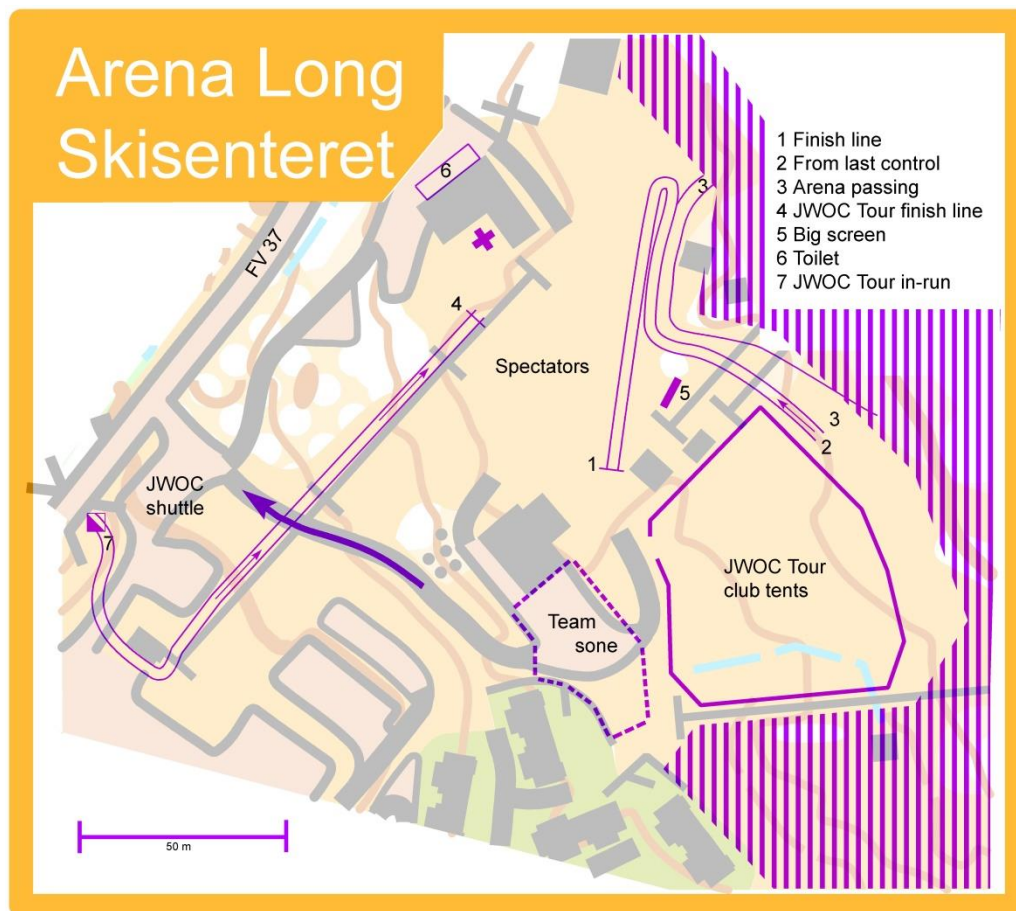 Arena Long
Skisenteret
1 Finish line
2 From last control
3 Arena passing
4 JWOC Tour finish line
5 Big screen
6 Toilet
7 JWOC Tour in-run
6
3
FV 37
4
Spectators
5
3
2
1
JWOC
shuttle
7
JWOC Tour
club tents
Team
sone
50 m